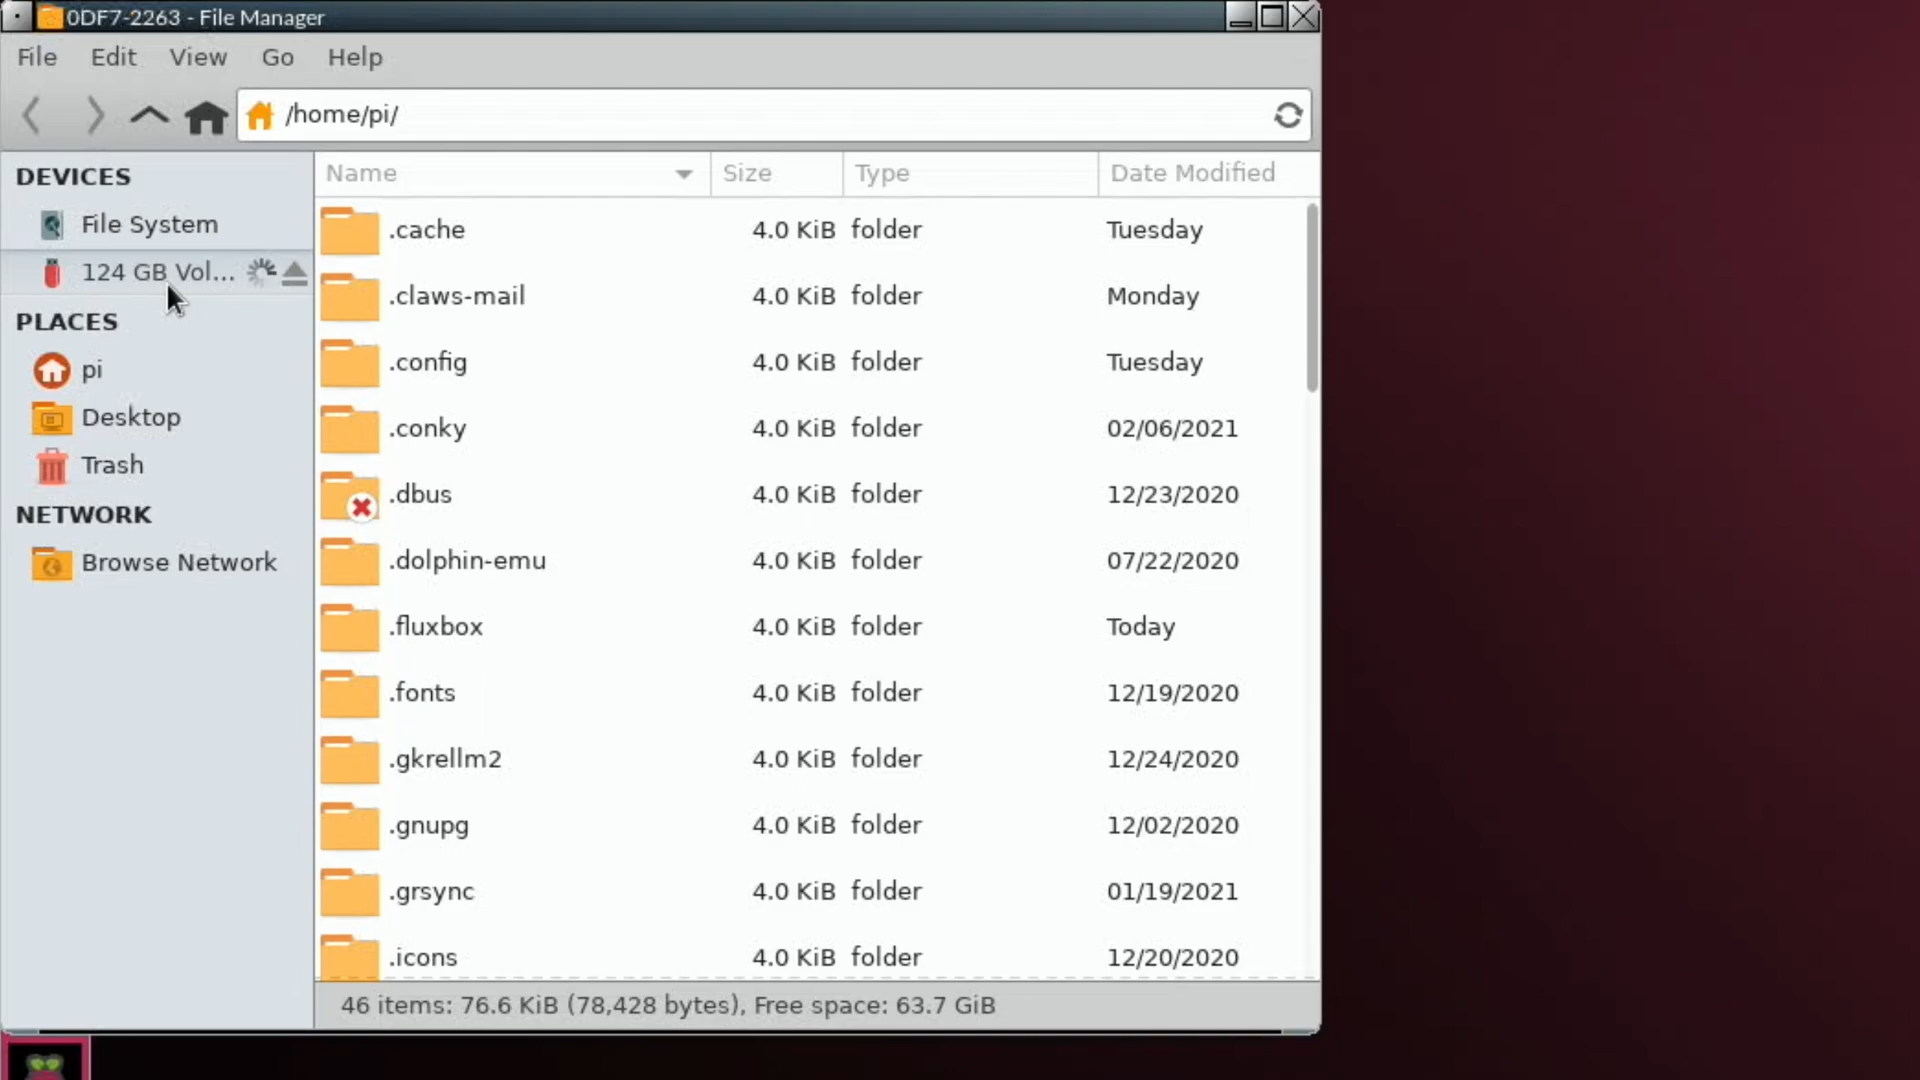 0DF7-2263 - File Manager
File Edit View Go Help
/home/pi/
DEVICES
File System
124 GB Vol...
PLACES
pi
Desktop
Trash
NETWORK
Browse Network
Name Size Type Date Modified
.cache 4.0 KiB folder Tuesday
.claws-mail 4.0 KiB folder Monday
.config 4.0 KiB folder Tuesday
.conky 4.0 KiB folder 02/06/2021
.dbus 4.0 KiB folder 12/23/2020
.dolphin-emu 4.0 KiB folder 07/22/2020
.fluxbox 4.0 KiB folder Today
.fonts 4.0 KiB folder 12/19/2020
.gkrellm2 4.0 KiB folder 12/24/2020
.gnupg 4.0 KiB folder 12/02/2020
.grsync 4.0 KiB folder 01/19/2021
.icons 4.0 KiB folder 12/20/2020
46 items: 76.6 KiB (78,428 bytes), Free space: 63.7 GiB